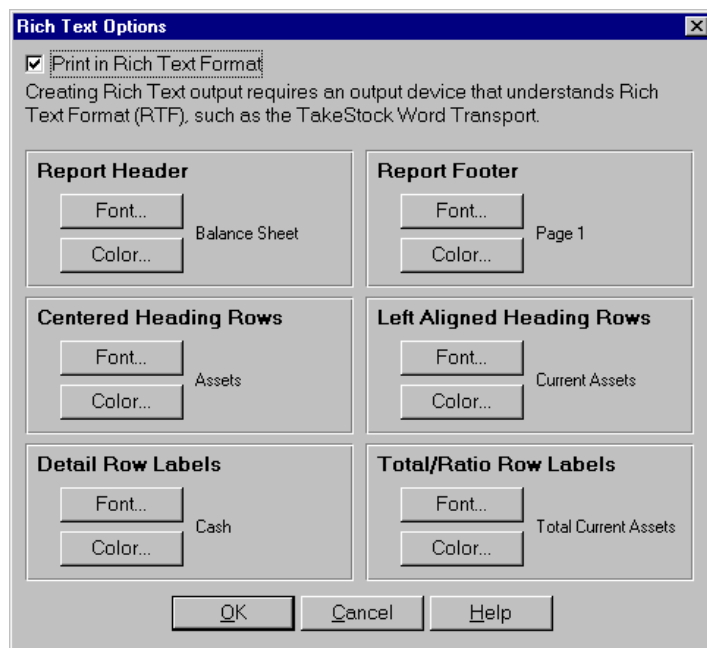 Rich Text Options
Print in Rich Text Format
Creating Rich Text output requires an output device that understands Rich
Text Format (RTF), such as the TakeStock Word Transport.
Report Header
Font...
Color...
Balance Sheet
Report Footer
Font...
Color...
Page 1
Centered Heading Rows
Font...
Color...
Assets
Left Aligned Heading Rows
Font...
Color...
Current Assets
Detail Row Labels
Font...
Color...
Cash
Total/Ratio Row Labels
Font...
Color...
Total Current Assets
OK
Cancel
Help